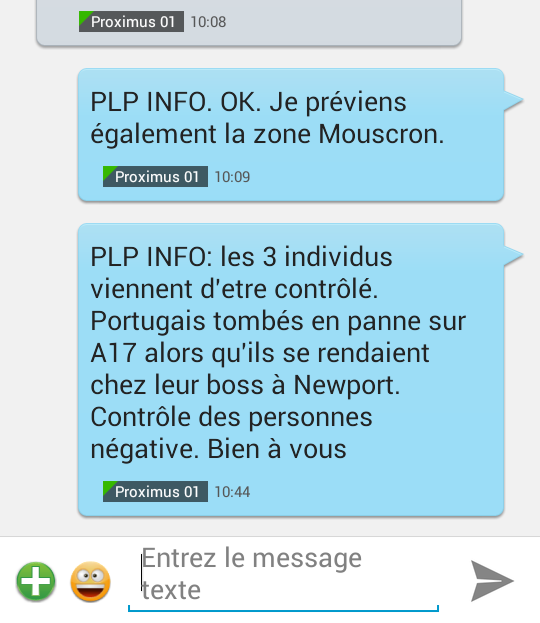 Proximus 01 10:08
PLP INFO. OK. Je préviens
également la zone Mouscron.
Proximus 01 10:09
PLP INFO: les 3 individus
viennent d'etre contrôlé.
Portugais tombés en panne sur
A17 alors qu'ils se rendaient
chez leur boss à Newport.
Contrôle des personnes
négative. Bien à vous
Proximus 01 10:44
Entrez le message
texte